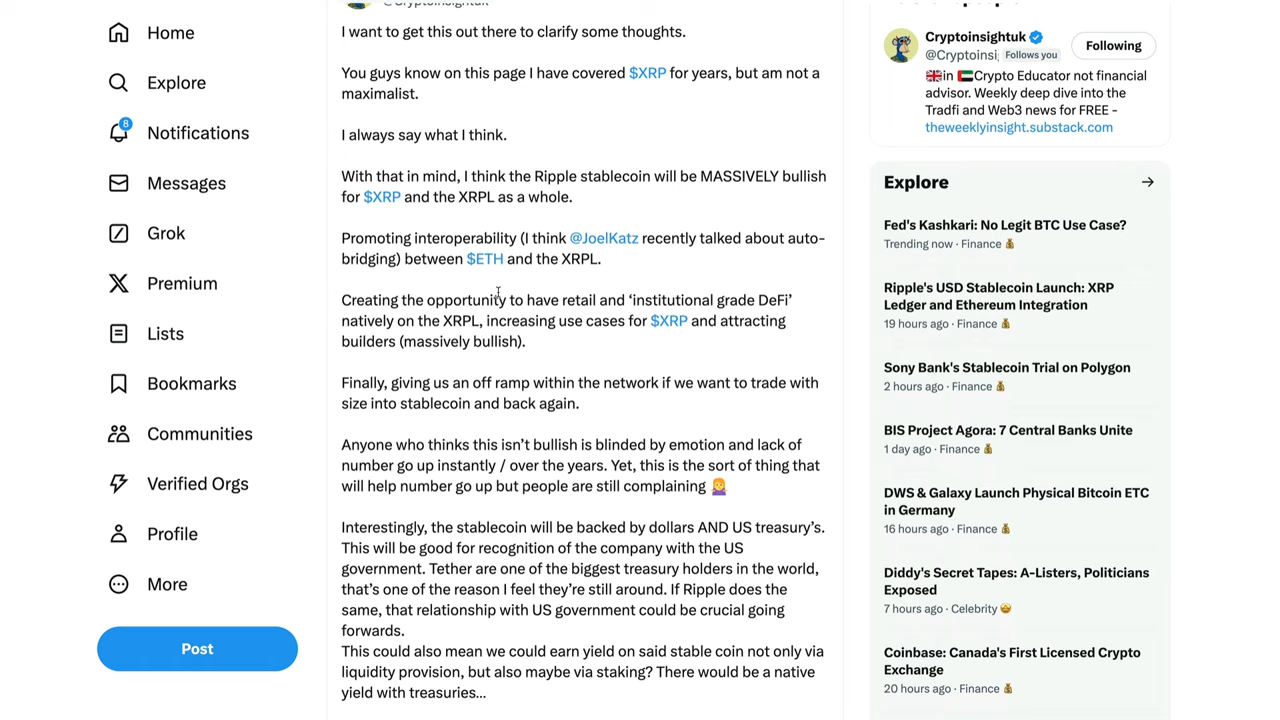 Home
Explore
8
Notifications
Messages
Grok
Premium
Lists
Bookmarks
Communities
Verified Orgs
Profile
More
Post
I want to get this out there to clarify some thoughts.
You guys know on this page I have covered $XRP for years, but am not a
maximalist.
I always say what I think.
With that in mind, I think the Ripple stablecoin will be MASSIVELY bullish
for $XRP and the XRPL as a whole.
Promoting interoperability (I think @JoelKatz recently talked about auto-
bridging) between $ETH and the XRPL.
Creating the opportunity to have retail and ‘institutional grade DeFi’
natively on the XRPL, increasing use cases for $XRP and attracting
builders (massively bullish).
Finally, giving us an off ramp within the network if we want to trade with
size into stablecoin and back again.
Anyone who thinks this isn’t bullish is blinded by emotion and lack of
number go up instantly / over the years. Yet, this is the sort of thing that
will help number go up but people are still complaining 🤦‍♀️
Interestingly, the stablecoin will be backed by dollars AND US treasury’s.
This will be good for recognition of the company with the US
government. Tether are one of the biggest treasury holders in the world,
that’s one of the reason I feel they’re still around. If Ripple does the
same, that relationship with US government could be crucial going
forwards.
This could also mean we could earn yield on said stable coin not only via
liquidity provision, but also maybe via staking? There would be a native
yield with treasuries...
Cryptoinsightuk
@Cryptoinsi Follows you
Following
🇬🇧in 🇦🇪Crypto Educator not financial
advisor. Weekly deep dive into the
Tradfi and Web3 news for FREE -
theweeklyinsight.substack.com
Explore
Fed's Kashkari: No Legit BTC Use Case?
Trending now · Finance 💰
Ripple's USD Stablecoin Launch: XRP
Ledger and Ethereum Integration
19 hours ago · Finance 💰
Sony Bank's Stablecoin Trial on Polygon
2 hours ago · Finance 💰
BIS Project Agora: 7 Central Banks Unite
1 day ago · Finance 💰
DWS & Galaxy Launch Physical Bitcoin ETC
in Germany
16 hours ago · Finance 💰
Diddy's Secret Tapes: A-Listers, Politicians
Exposed
7 hours ago · Celebrity 🤩
Coinbase: Canada's First Licensed Crypto
Exchange
20 hours ago · Finance 💰